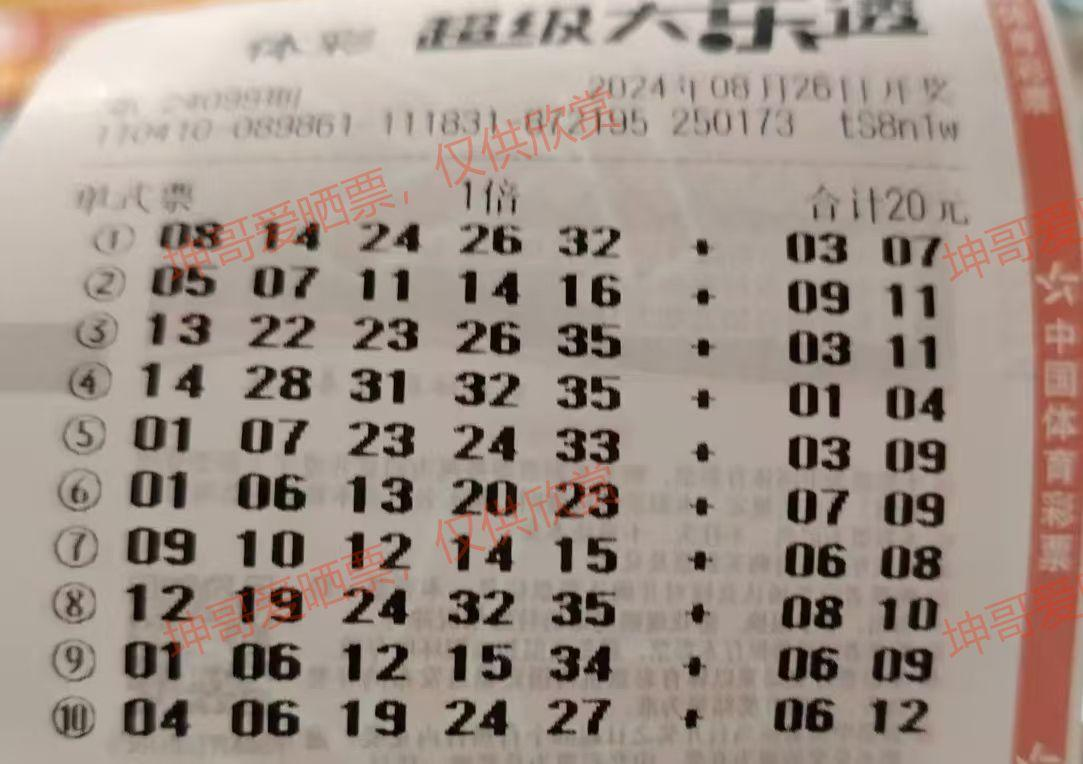 体彩 超级大乐透
第 24099期 2024年08月26日开奖
110410-089861-111831-072195 250173 tS8n1w
单式票 1倍 合计20元
① 08 14 24 26 32 + 03 07
② 05 07 11 14 16 + 09 11
③ 13 22 23 26 35 + 03 11
④ 14 28 31 32 35 + 01 04
⑤ 01 07 23 24 33 + 03 09
⑥ 01 06 13 20 23 + 07 09
⑦ 09 10 12 14 15 + 06 08
⑧ 12 19 24 32 35 + 08 10
⑨ 01 06 12 15 34 + 06 09
⑩ 04 06 19 24 27 + 06 12
体育彩票
中国体育彩票
坤哥爱晒票，仅供欣赏
坤哥爱
坤哥爱晒票，仅供欣赏
坤哥爱